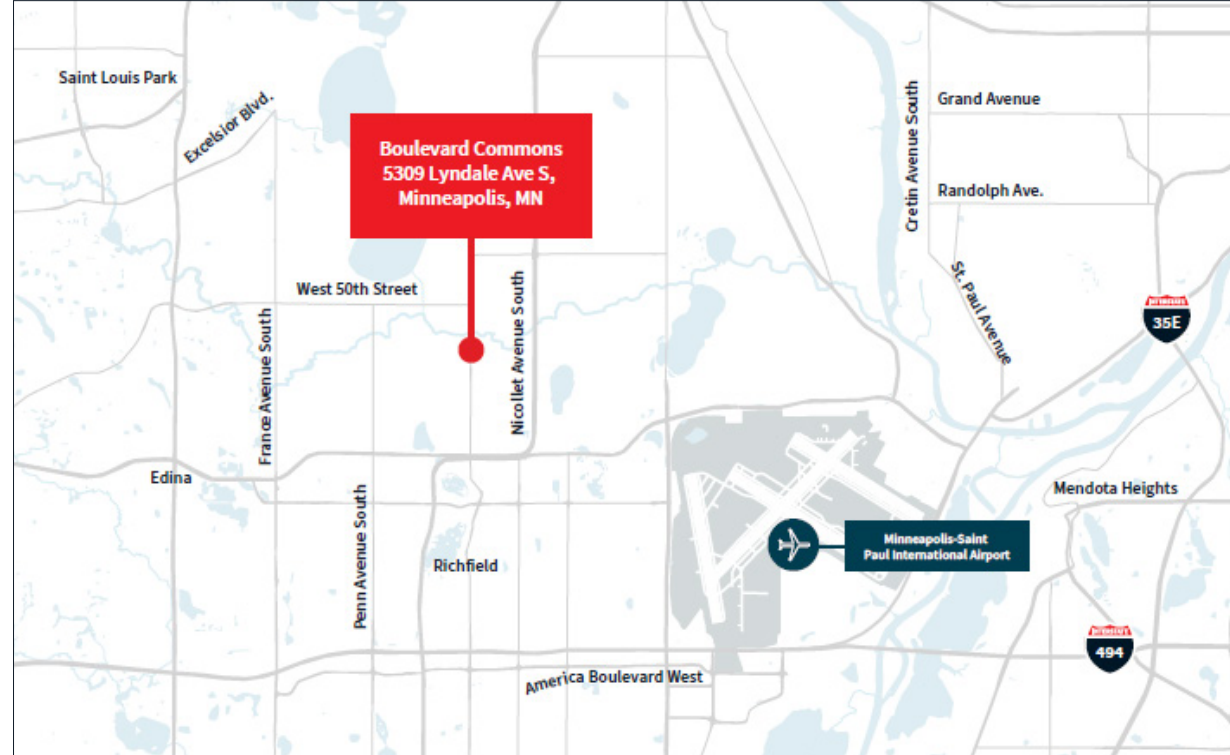 Saint Louis Park
Excelsior Blvd.
Boulevard Commons
5309 Lyndale Ave S,
Minneapolis, MN
Cretin Avenue South
Grand Avenue
Randolph Ave.
St. Paul Avenue
West 50th Street
France Avenue South
Nicollet Avenue South
INTERSTATE
35E
Edina
Penn Avenue South
Richfield
Mendota Heights
Minneapolis-Saint
Paul International Airport
INTERSTATE
494
America Boulevard West